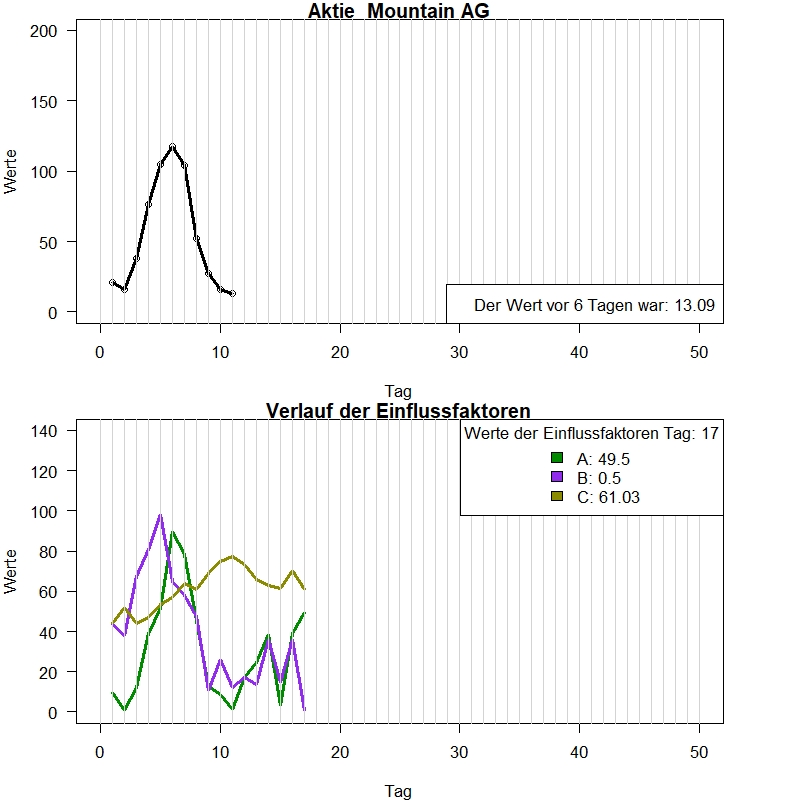 Aktie  Mountain AG
Werte
200
150
100
50
0
Der Wert vor 6 Tagen war: 13.09
0 10 20 30 40 50
Tag
Verlauf der Einflussfaktoren
Werte
140
120
100
80
60
40
20
0
Werte der Einflussfaktoren Tag: 17
A: 49.5
B: 0.5
C: 61.03
0 10 20 30 40 50
Tag